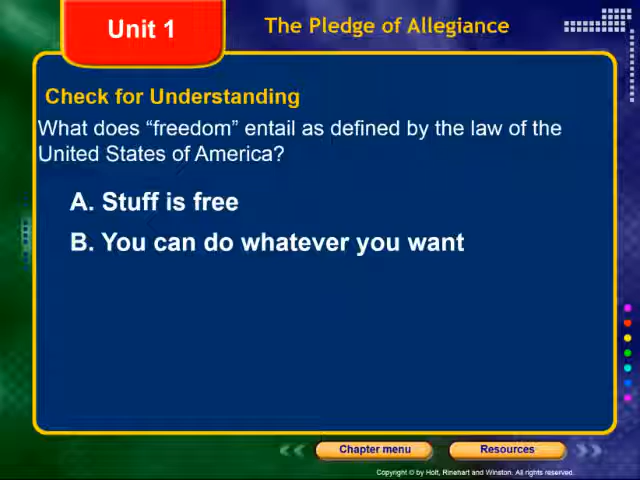 Unit 1
The Pledge of Allegiance
Check for Understanding
What does “freedom” entail as defined by the law of the
United States of America?
A. Stuff is free
B. You can do whatever you want
Chapter menu
Resources
Copyright © by Holt, Rinehart and Winston. All rights reserved.